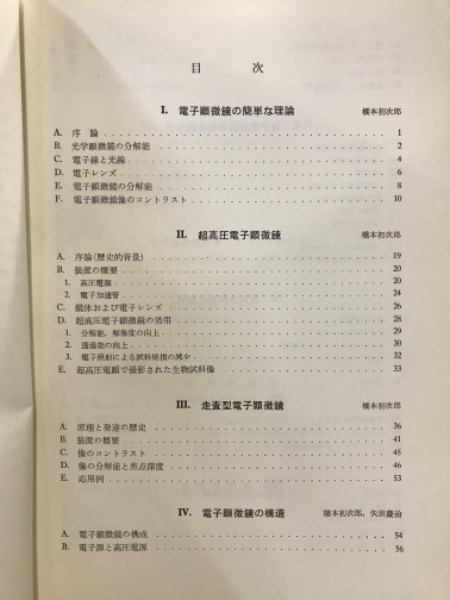 目 次
I. 電子顕微鏡の簡単な理論 橋本初次郎
A. 序論 1
B. 光学顕微鏡の分解能 2
C. 電子線と光線 4
D. 電子レンズ 6
E. 電子顕微鏡の分解能 8
F. 電子顕微鏡像のコントラスト 10
II. 超高圧電子顕微鏡 橋本初次郎
A. 序論(歴史的背景) 19
B. 装置の概要 20
1. 高圧電源 20
2. 電子加速管 24
C. 鏡体および電子レンズ 26
D. 超高圧電子顕微鏡の効用 28
1. 分解能,解像度の向上 29
2. 透過能の向上 30
3. 電子照射による試料損損の減少 32
E. 超高圧電顕で撮影された生物試料像 33
III. 走査型電子顕微鏡 橋本初次郎
A. 原理と発達の歴史 36
B. 装置の概要 41
C. 像のコントラスト 45
D. 像の分解能と焦点深度 46
E. 応用例 53
IV. 電子顕微鏡の構造 橋本初次郎,矢頭慶治
A. 電子顕微鏡の構成 54
B. 電子源と高圧電源 56